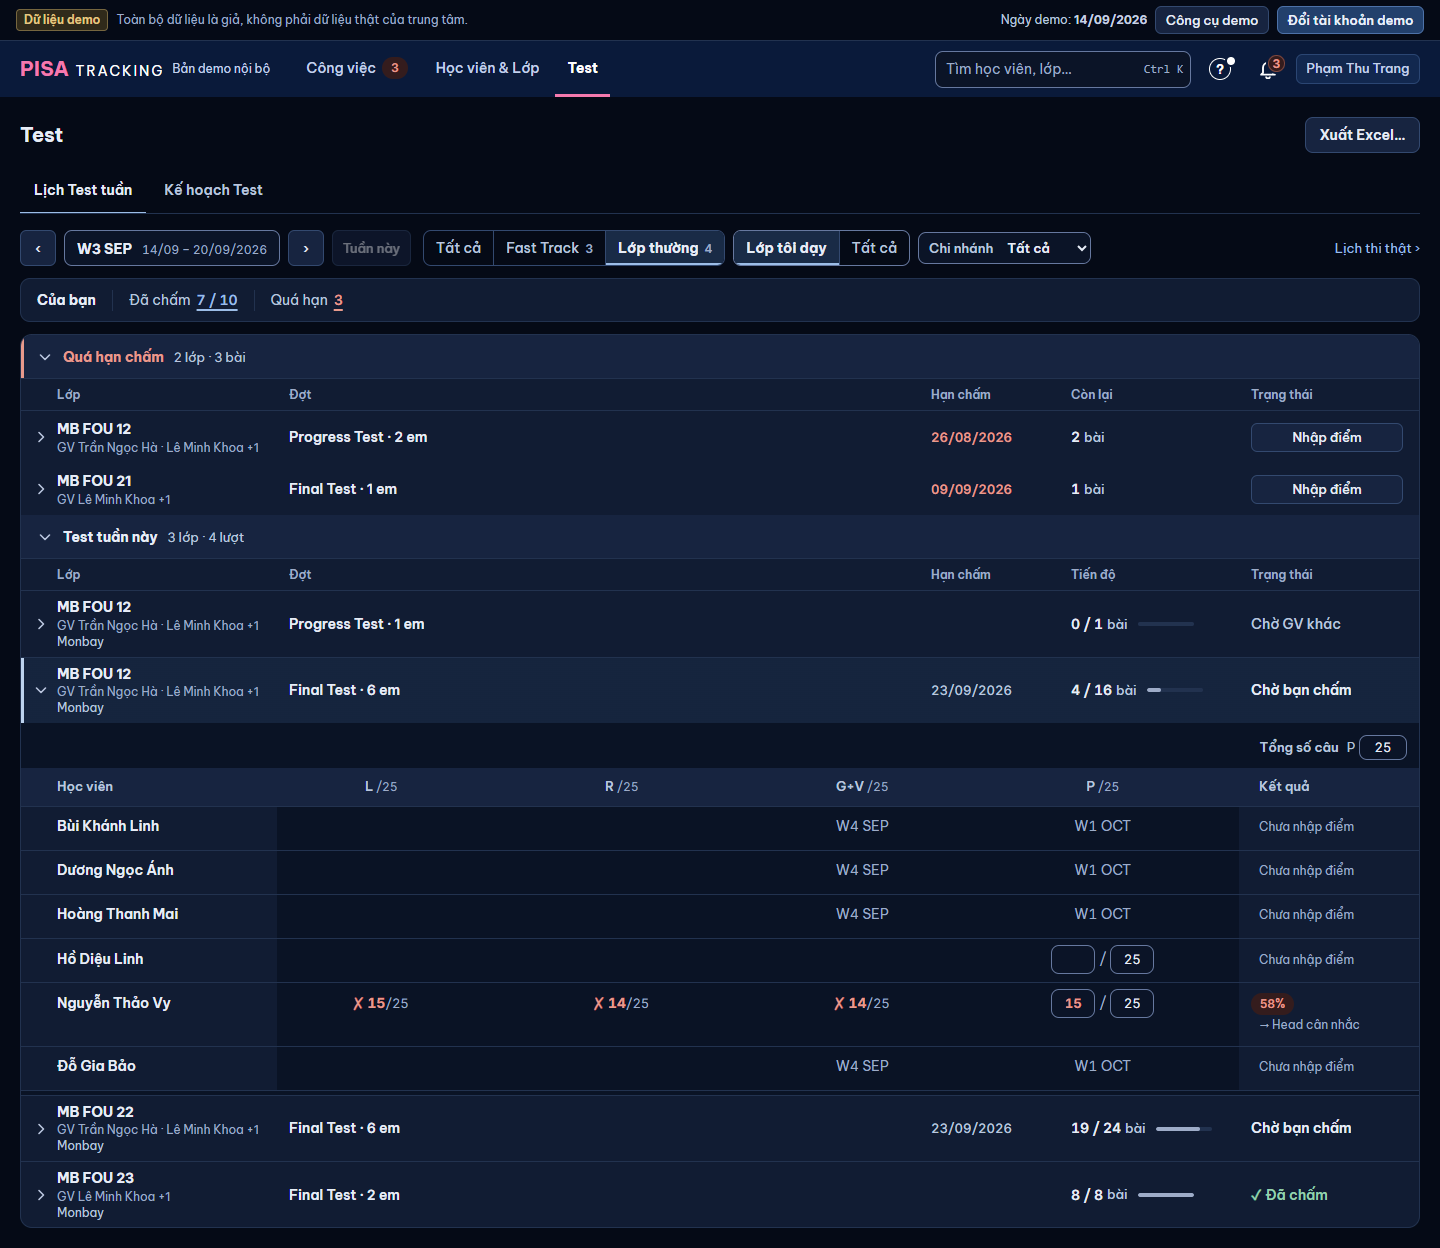 Dữ liệu demo Toàn bộ dữ liệu là giả, không phải dữ liệu thật của trung tâm. Ngày demo: 14/09/2026 Công cụ demo Đổi tài khoản demo
PISA TRACKING Bản demo nội bộ Công việc 3 Học viên & Lớp Test Tìm học viên, lớp... Ctrl K ? 3 Phạm Thu Trang
Test Xuất Excel...
Lịch Test tuần Kế hoạch Test
‹ W3 SEP 14/09 – 20/09/2026 › Tuần này Tất cả Fast Track 3 Lớp thường 4 Lớp tôi dạy Tất cả Chi nhánh Tất cả Lịch thi thật ›
Của bạn Đã chấm 7 / 10 Quá hạn 3
Quá hạn chấm 2 lớp · 3 bài
Lớp Đợt Hạn chấm Còn lại Trạng thái
MB FOU 12
GV Trần Ngọc Hà · Lê Minh Khoa +1
Progress Test · 2 em 26/08/2026 2 bài Nhập điểm
MB FOU 21
GV Lê Minh Khoa +1
Final Test · 1 em 09/09/2026 1 bài Nhập điểm
Test tuần này 3 lớp · 4 lượt
Lớp Đợt Hạn chấm Tiến độ Trạng thái
MB FOU 12
GV Trần Ngọc Hà · Lê Minh Khoa +1
Monbay
Progress Test · 1 em 0 / 1 bài Chờ GV khác
MB FOU 12
GV Trần Ngọc Hà · Lê Minh Khoa +1
Monbay
Final Test · 6 em 23/09/2026 4 / 16 bài Chờ bạn chấm
Tổng số câu P 25
Học viên L /25 R /25 G+V /25 P /25 Kết quả
Bùi Khánh Linh W4 SEP W1 OCT Chưa nhập điểm
Dương Ngọc Ánh W4 SEP W1 OCT Chưa nhập điểm
Hoàng Thanh Mai W4 SEP W1 OCT Chưa nhập điểm
Hồ Diệu Linh / 25 Chưa nhập điểm
Nguyễn Thảo Vy ✗ 15/25 ✗ 14/25 ✗ 14/25 15 / 25 58%
→ Head cân nhắc
Đỗ Gia Bảo W4 SEP W1 OCT Chưa nhập điểm
MB FOU 22
GV Trần Ngọc Hà · Lê Minh Khoa +1
Monbay
Final Test · 6 em 23/09/2026 19 / 24 bài Chờ bạn chấm
MB FOU 23
GV Lê Minh Khoa +1
Monbay
Final Test · 2 em 8 / 8 bài ✓ Đã chấm